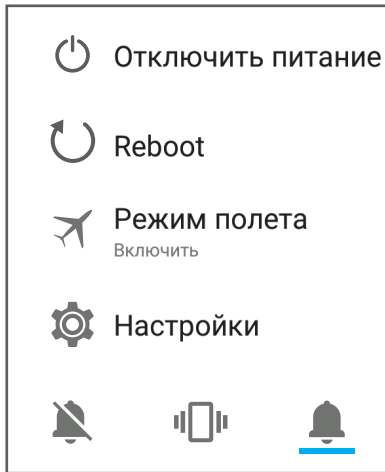 Отключить питание
Reboot
Режим полета
Включить
Настройки